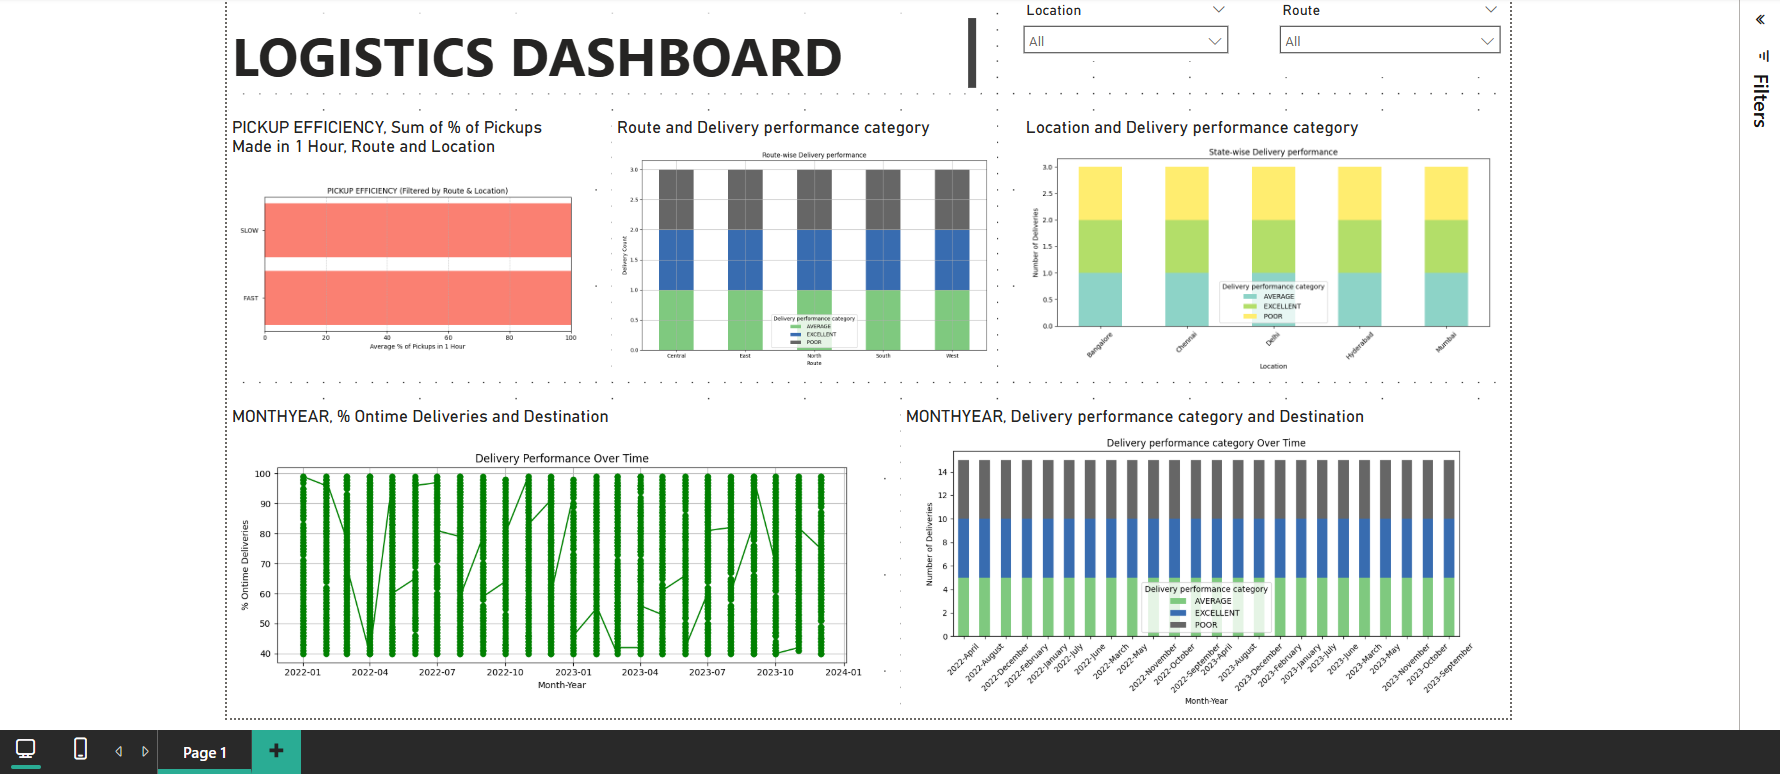 Location
Route
LOGISTICS DASHBOARD
All
All
Filters
PICKUP EFFICIENCY, Sum of % of Pickups
Made in 1 Hour, Route and Location
PICKUP EFFICIENCY (Filtered by Route & Location)
SLOW
FAST
0 20 40 60 80 100
Average % of Pickups in 1 Hour
Route and Delivery performance category
Route-wise Delivery performance
3.0
2.5
2.0
1.5
1.0
0.5
0.0
Delivery Count
Delivery performance category
AVERAGE
EXCELLENT
POOR
Central East North South West
Route
Location and Delivery performance category
State-wise Delivery performance
3.0
2.5
2.0
1.5
1.0
0.5
0.0
Number of Deliveries
Delivery performance category
AVERAGE
EXCELLENT
POOR
Bangalore Chennai Delhi Hyderabad Mumbai
Location
MONTHYEAR, % Ontime Deliveries and Destination
Delivery Performance Over Time
100
90
80
70
60
50
40
% Ontime Deliveries
2022-01 2022-04 2022-07 2022-10 2023-01 2023-04 2023-07 2023-10 2024-01
Month-Year
MONTHYEAR, Delivery performance category and Destination
Delivery performance category Over Time
14
12
10
8
6
4
2
0
Number of Deliveries
Delivery performance category
AVERAGE
EXCELLENT
POOR
2022-April 2022-August 2022-December 2022-February 2022-January 2022-July 2022-June 2022-March 2022-May 2022-November 2022-October 2022-September 2023-April 2023-August 2023-December 2023-February 2023-January 2023-July 2023-June 2023-March 2023-May 2023-November 2023-October 2023-September
Month-Year
Page 1